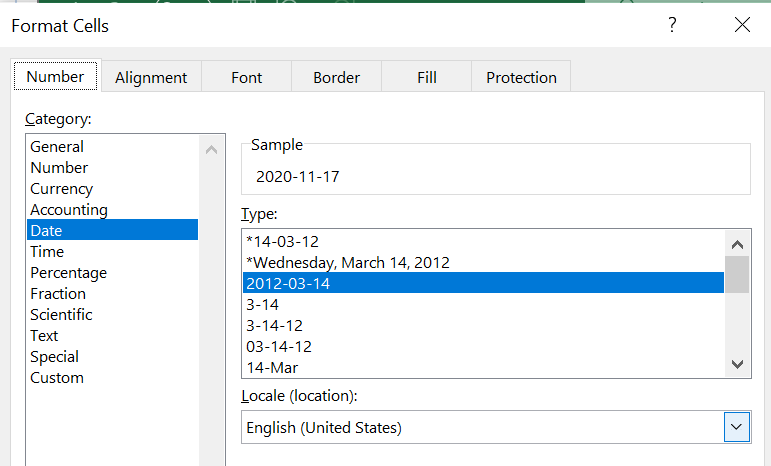 Format Cells ?
Number Alignment Font Border Fill Protection
Category:
General
Number
Currency
Accounting
Date
Time
Percentage
Fraction
Scientific
Text
Special
Custom
Sample
2020-11-17
Type:
*14-03-12
*Wednesday, March 14, 2012
2012-03-14
3-14
3-14-12
03-14-12
14-Mar
Locale (location):
English (United States)